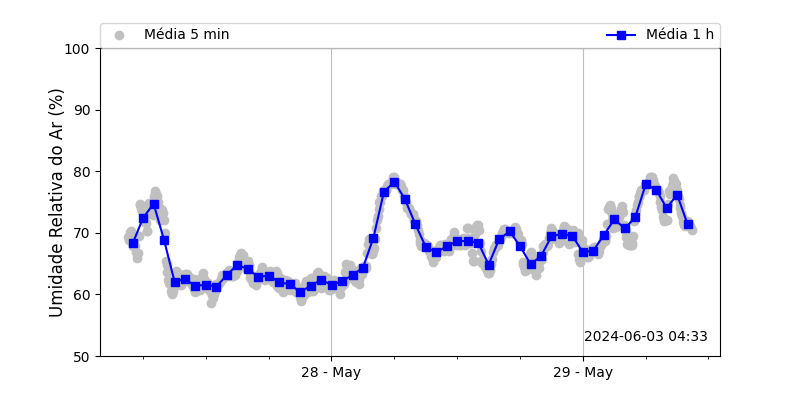 Média 5 min
Média 1 h
Umidade Relativa do Ar (%)
100
90
80
70
60
50
2024-06-03 04:33
28 - May
29 - May